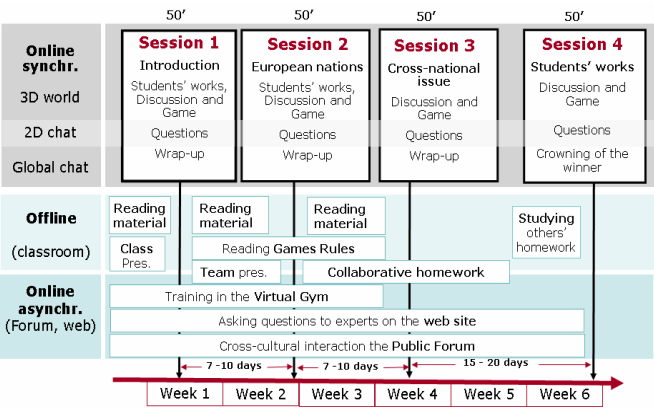 50’ 50’ 50’ 50’
Online
synchr.
3D world
2D chat
Global chat
Session 1
Introduction
Students’ works,
Discussion and
Game
Questions
Wrap-up
Session 2
European nations
Students’ works,
Discussion and
Game
Questions
Wrap-up
Session 3
Cross-national
issue
Discussion and
Game
Questions
Wrap-up
Session 4
Students’ works
Discussion and
Game
Questions
Crowning of the
winner
Offline
(classroom)
Reading
material
Reading
material
Reading
material
Studying
others’
homework
Class
Pres.
Reading Games Rules
Team pres.
Collaborative homework
Online
asynchr.
(Forum, web)
Training in the Virtual Gym
Asking questions to experts on the web site
Cross-cultural interaction the Public Forum
7 -10 days 7 -10 days 15 - 20 days
Week 1 Week 2 Week 3 Week 4 Week 5 Week 6